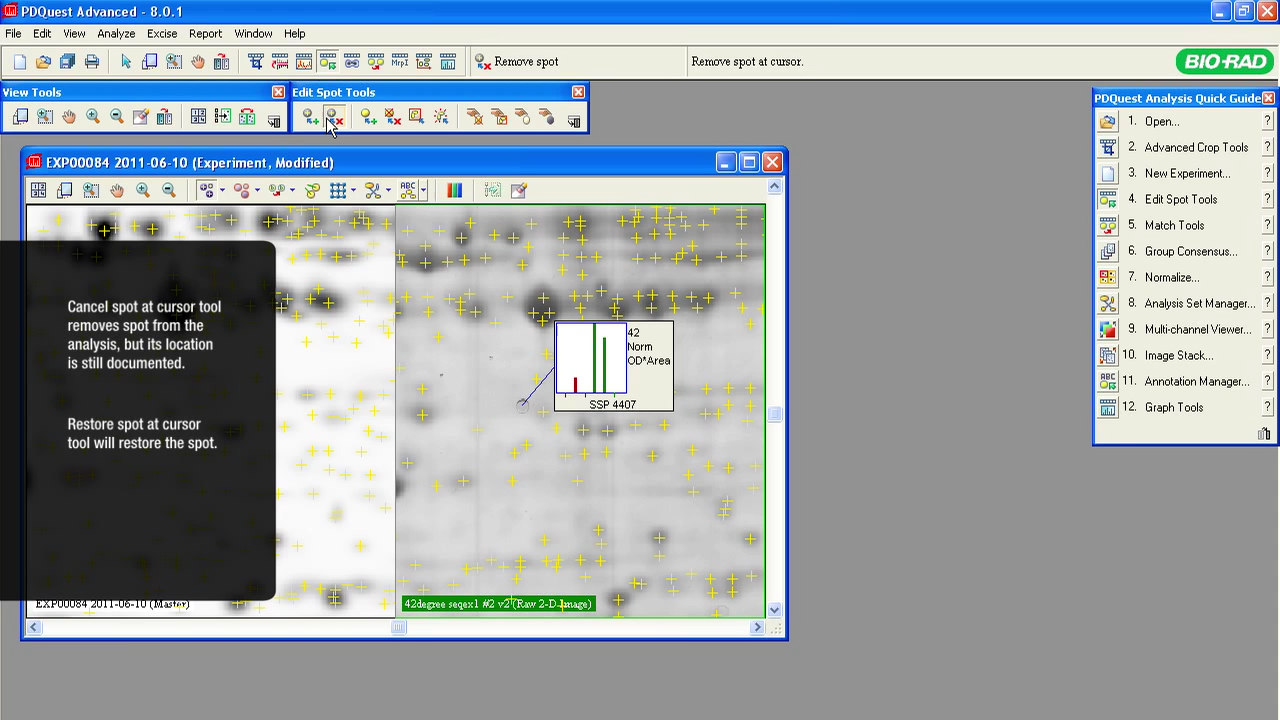 PDQuest Advanced - 8.0.1
File Edit View Analyze Excise Report Window Help
Remove spot
Remove spot at cursor.
BIO-RAD
View Tools
Edit Spot Tools
PDQuest Analysis Quick Guide
1. Open... ?
2. Advanced Crop Tools ?
3. New Experiment... ?
4. Edit Spot Tools ?
5. Match Tools ?
6. Group Consensus... ?
7. Normalize... ?
8. Analysis Set Manager... ?
9. Multi-channel Viewer... ?
10. Image Stack... ?
11. Annotation Manager... ?
12. Graph Tools ?
EXP00084 2011-06-10 (Experiment, Modified)
Cancel spot at cursor tool
removes spot from the
analysis, but its location
is still documented.
Restore spot at cursor
tool will restore the spot.
42
Norm
OD*Area
SSP 4407
EXP00084 2011-06-10 (Master)
42degree seqex1 #2 v2 (Raw 2-D Image)